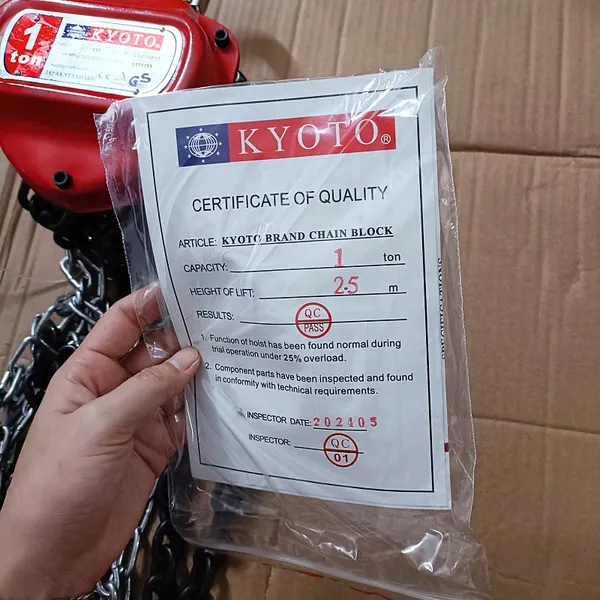 1
ton
KYOTO
JAPAN STANDARD
GS
KYOTO®
CERTIFICATE OF QUALITY
ARTICLE: KYOTO BRAND CHAIN BLOCK
CAPACITY: 1 ton
HEIGHT OF LIFT: 2.5 m
RESULTS: QC PASS
1. Function of hoist has been found normal during
trial operation under 25% overload.
2. Component parts have been inspected and found
in conformity with technical requirements.
INSPECTOR DATE: 202405
INSPECTOR: QC 01
SPECIFICATIONS